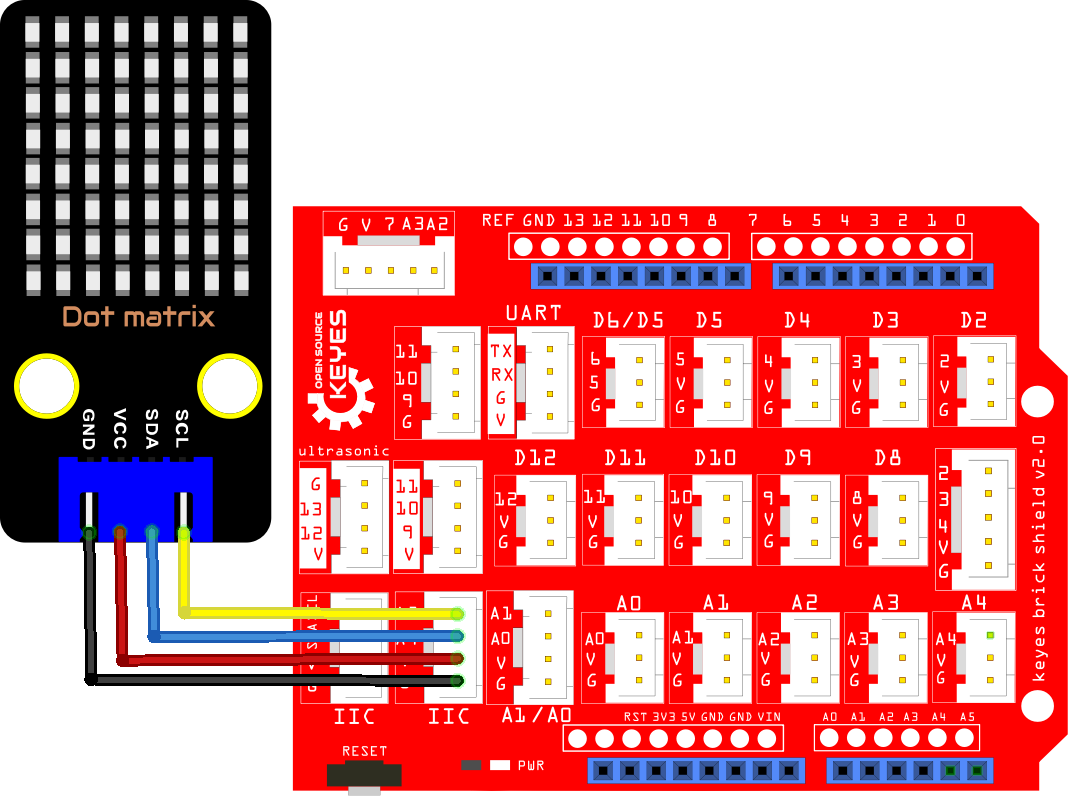 Dot matrix
GND
VCC
SDA
SCL
G V 7 A3 A2
REF GND 13 12 11 10 9 8
7 6 5 4 3 2 1 0
OPEN SOURCE
KEYES
11
10
9
G
UART
TX
RX
G
V
D6/D5
6
5
G
D5
5
V
G
D4
4
V
G
D3
3
V
G
D2
2
V
G
ultrasonic
G
13
12
V
11
10
9
V
D12
12
V
G
D11
11
V
G
D10
10
V
G
D9
9
V
G
D8
8
V
G
2
3
4
V
G
keyes brick shield v2.0
IIC
IIC
A1
A0
V
G
A1/A0
A0
A0
V
G
A1
A1
V
G
A2
A2
V
G
A3
A3
V
G
A4
A4
V
G
RST 3V3 5V GND GND VIN
A0 A1 A2 A3 A4 A5
RESET
PWR